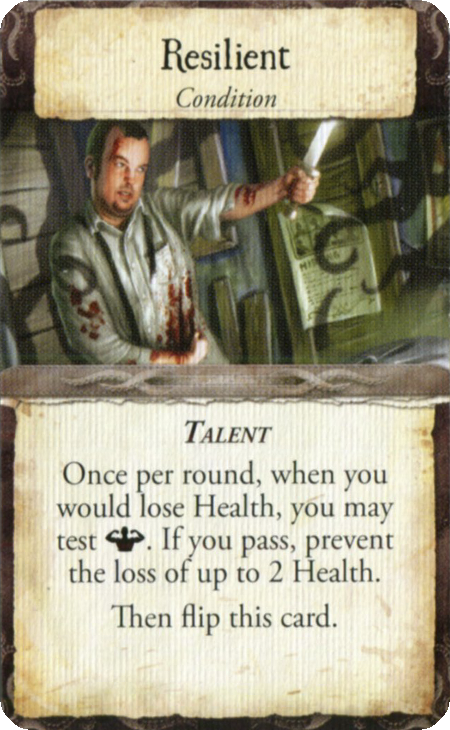 Resilient
Condition
TALENT
Once per round, when you
would lose Health, you may
test . If you pass, prevent
the loss of up to 2 Health.
Then flip this card.